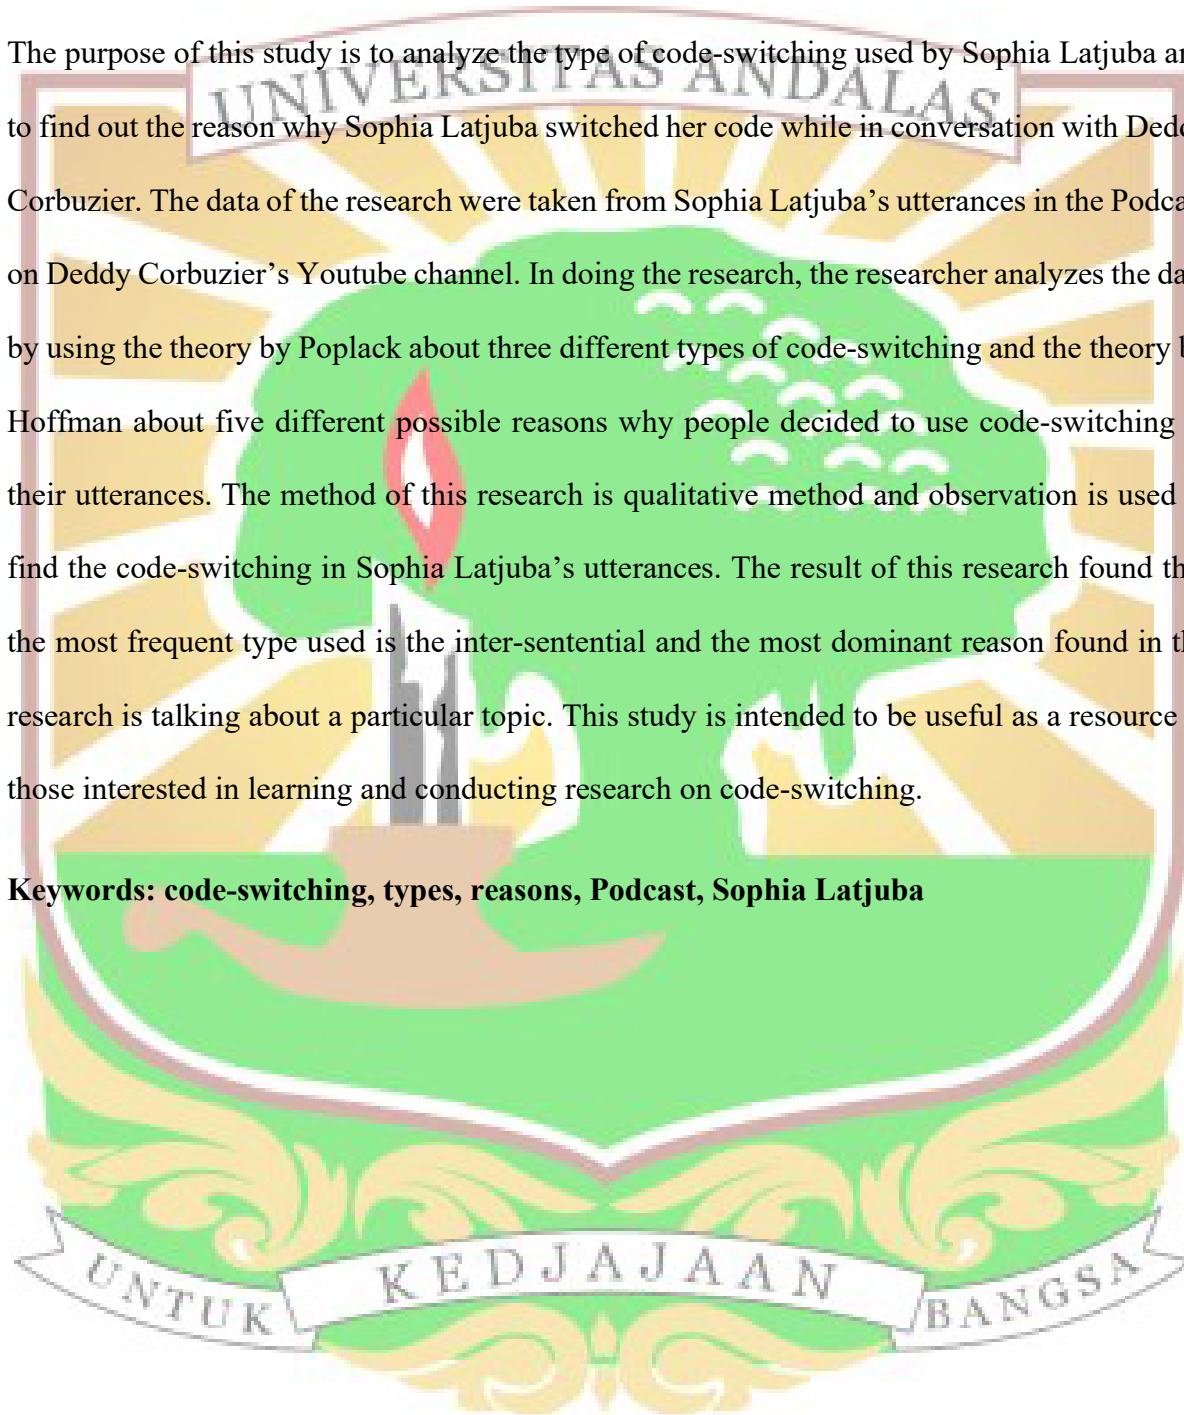 The purpose of this study is to analyze the type of code-switching used by Sophia Latjuba
UNIVERSITAS ANDALAS
to find out the reason why Sophia Latjuba switched her code while in conversation with
Corbuzier. The data of the research were taken from Sophia Latjuba’s utterances in the
on Deddy Corbuzier’s Youtube channel. In doing the research, the researcher analyzes the
by using the theory by Poplack about three different types of code-switching and the theory
Hoffman about five different possible reasons why people decided to use code-switching
their utterances. The method of this research is qualitative method and observation is used
find the code-switching in Sophia Latjuba’s utterances. The result of this research found
the most frequent type used is the inter-sentential and the most dominant reason found in
research is talking about a particular topic. This study is intended to be useful as a resource
those interested in learning and conducting research on code-switching.
Keywords: code-switching, types, reasons, Podcast, Sophia Latjuba
UNTUK KEDJAJAAN BANGSA